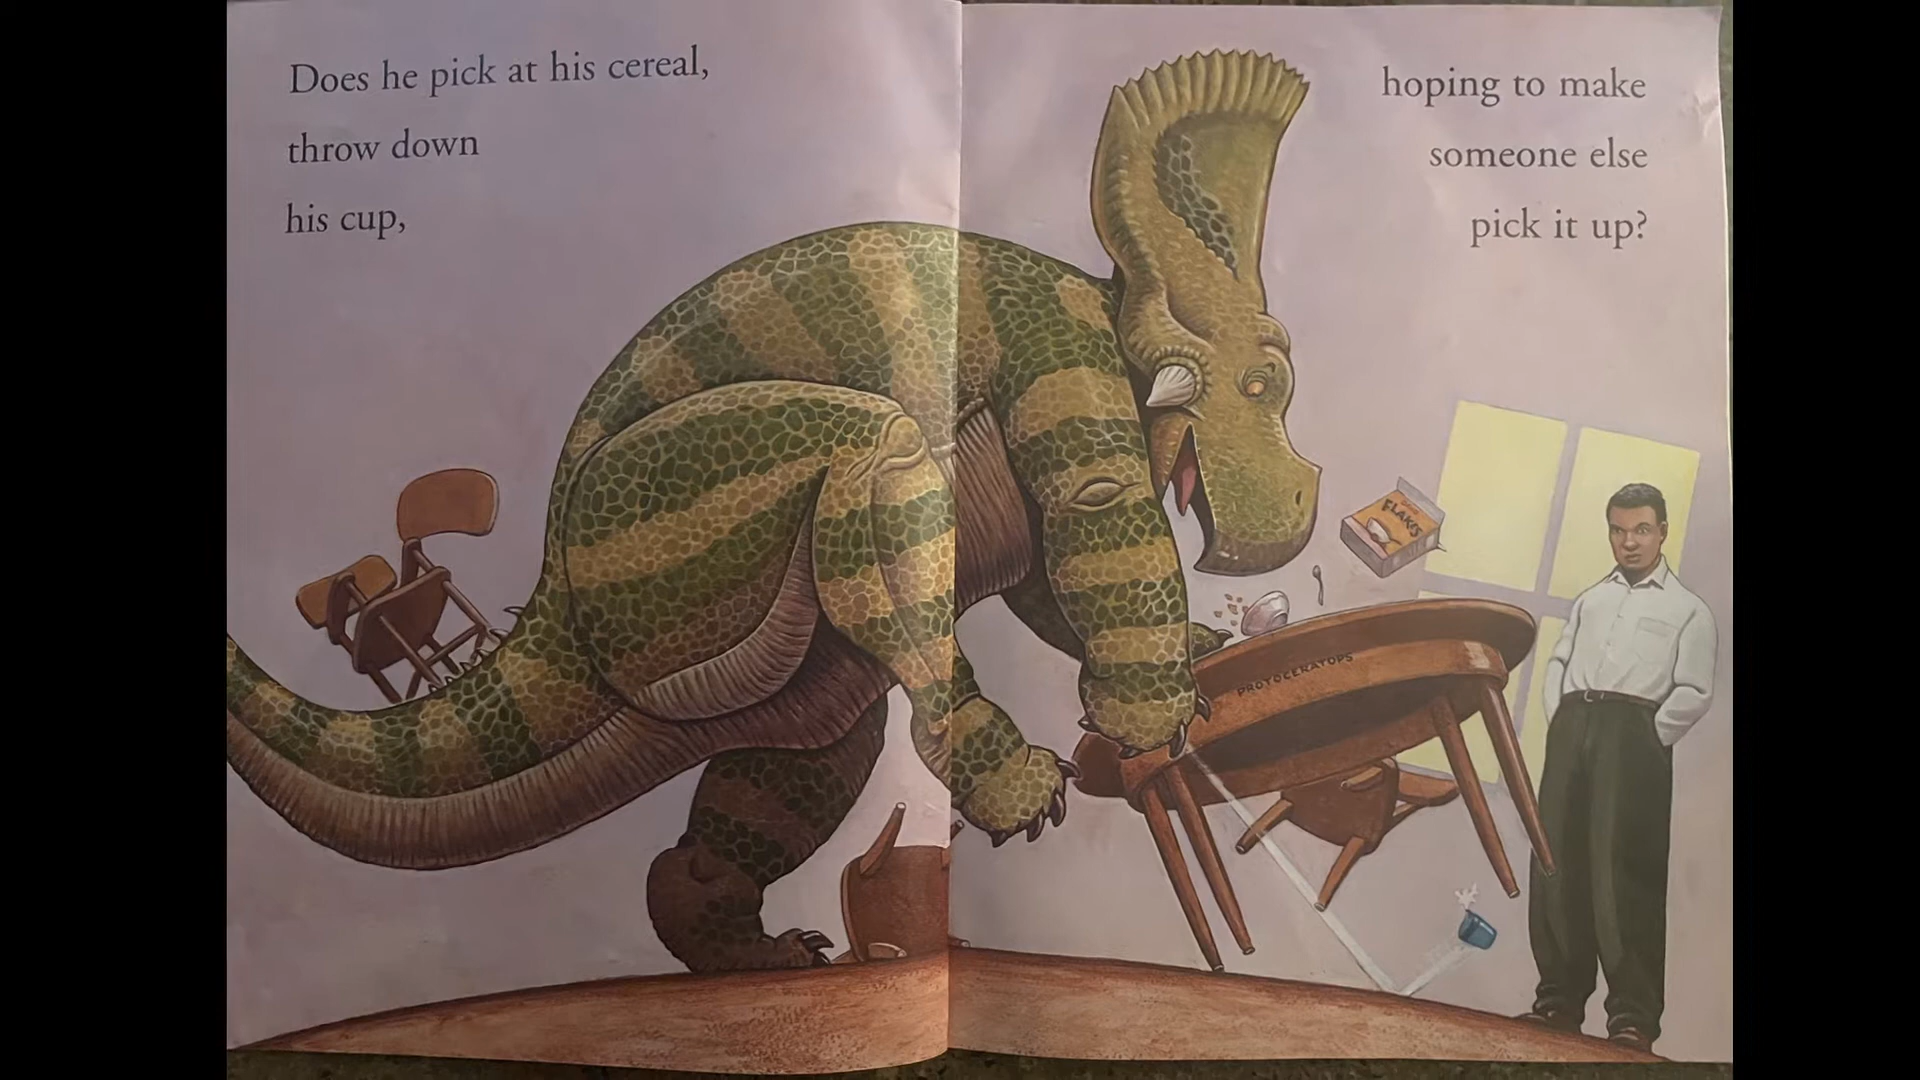 Does he pick at his cereal,
throw down
his cup,
hoping to make
someone else
pick it up?
FLAKES
PROTOCERATOPS